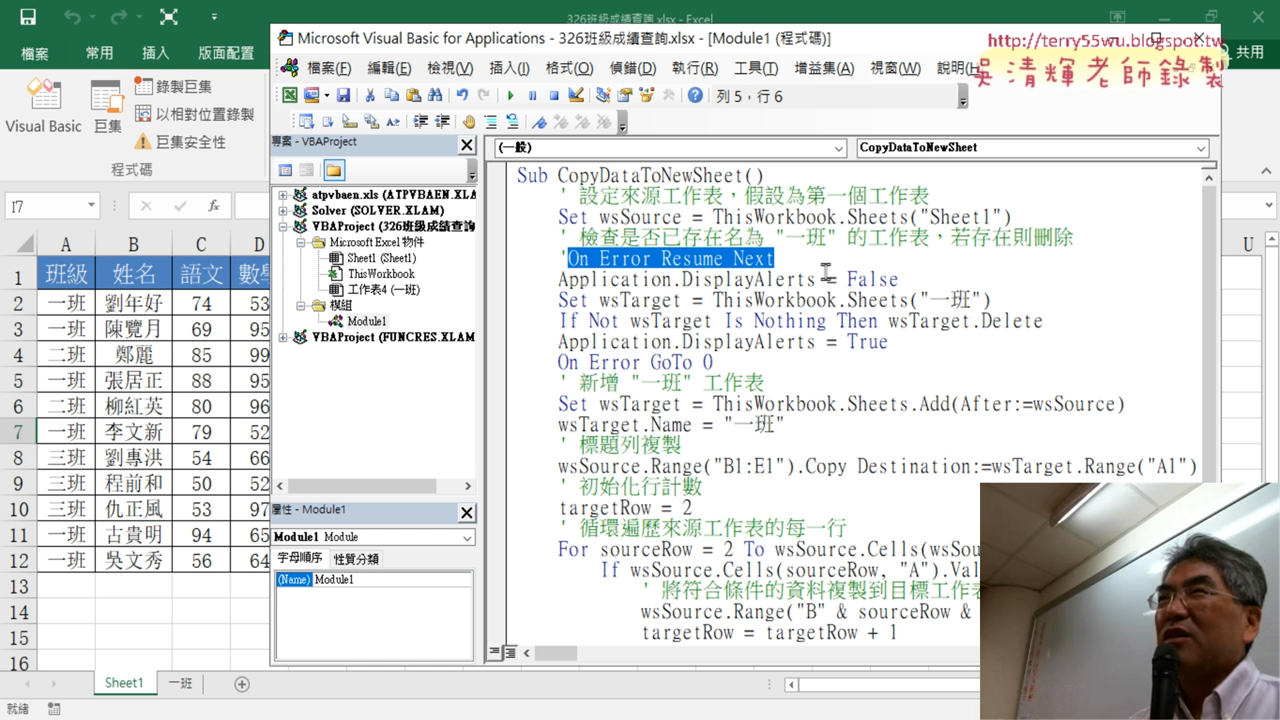 326班級成績查詢.xlsx - Excel
檔案 常用 插入 版面配置 共用
Visual Basic 巨集 錄製巨集
以相對位置錄製
巨集安全性
程式碼
I7
A B C D U
1 班級 姓名 語文
2 一班 劉年好 74 53
3 一班 陳覽月 69 95
4 二班 鄭麗 85 99
5 一班 張居正 88 95
6 二班 柳紅英 80 96
7 一班 李文新 79 52
8 三班 劉專洪 54 66
9 三班 程前和 50 52
10 三班 仇正風 53 97
11 一班 古貴明 94 65
12 一班 吳文秀 56 64
13
14
15
16
Sheet1 一班
就緒
Microsoft Visual Basic for Applications - 326班級成績查詢.xlsx - [Module1 (程式碼)]
http://terry55wu.blogspot.tw
吳清輝老師錄製
檔案(F) 編輯(E) 檢視(V) 插入(I) 格式(O) 偵錯(D) 執行(R) 工具(T) 增益集(A) 視窗(W) 說明(H
列 5, 行 6
專案 - VBAProject
atpvbaen.xls (ATPVBAEN.XLA
Solver (SOLVER.XLAM)
VBAProject (326班級成績查詢
Microsoft Excel 物件
Sheet1 (Sheet1)
ThisWorkbook
工作表4 (一班)
模組
Module1
VBAProject (FUNCRES.XLAM
屬性 - Module1
Module1 Module
字母順序 性質分類
(Name) Module1
(一般) CopyDataToNewSheet
Sub CopyDataToNewSheet()
' 設定來源工作表，假設為第一個工作表
Set wsSource = ThisWorkbook.Sheets("Sheet1")
' 檢查是否已存在名為 "一班" 的工作表，若存在則刪除
'On Error Resume Next
Application.DisplayAlerts = False
Set wsTarget = ThisWorkbook.Sheets("一班")
If Not wsTarget Is Nothing Then wsTarget.Delete
Application.DisplayAlerts = True
On Error GoTo 0
' 新增 "一班" 工作表
Set wsTarget = ThisWorkbook.Sheets.Add(After:=wsSource)
wsTarget.Name = "一班"
' 標題列複製
wsSource.Range("B1:E1").Copy Destination:=wsTarget.Range("A1")
' 初始化行計數
targetRow = 2
' 循環遍歷來源工作表的每一行
For sourceRow = 2 To wsSource.Cells(wsSou
If wsSource.Cells(sourceRow, "A").Val
' 將符合條件的資料複製到目標工作表
wsSource.Range("B" & sourceRow &
targetRow = targetRow + 1